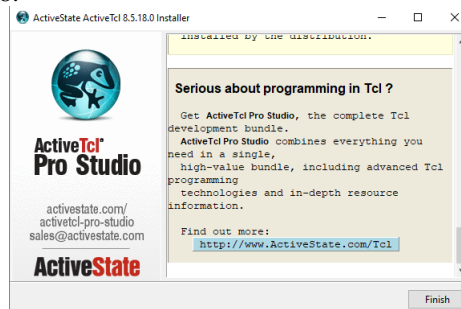 ActiveState ActiveTcl 8.5.18.0 Installer
installed by the distribution.
Serious about programming in Tcl ?
Get ActiveTcl Pro Studio, the complete Tcl
development bundle.
ActiveTcl Pro Studio combines everything you
need in a single,
high-value bundle, including advanced Tcl
programming
technologies and in-depth resource
information.
Find out more:
http://www.ActiveState.com/Tcl
ActiveTcl®
Pro Studio
activestate.com/
activetcl-pro-studio
sales@activestate.com
ActiveState
Finish